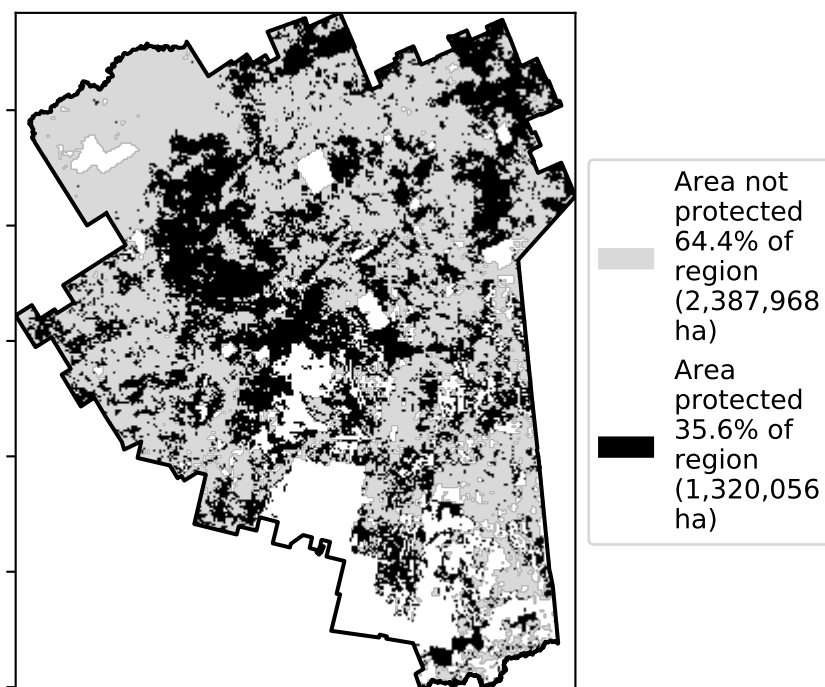 Area not
protected
64.4% of
region
(2,387,968
ha)
Area
protected
35.6% of
region
(1,320,056
ha)